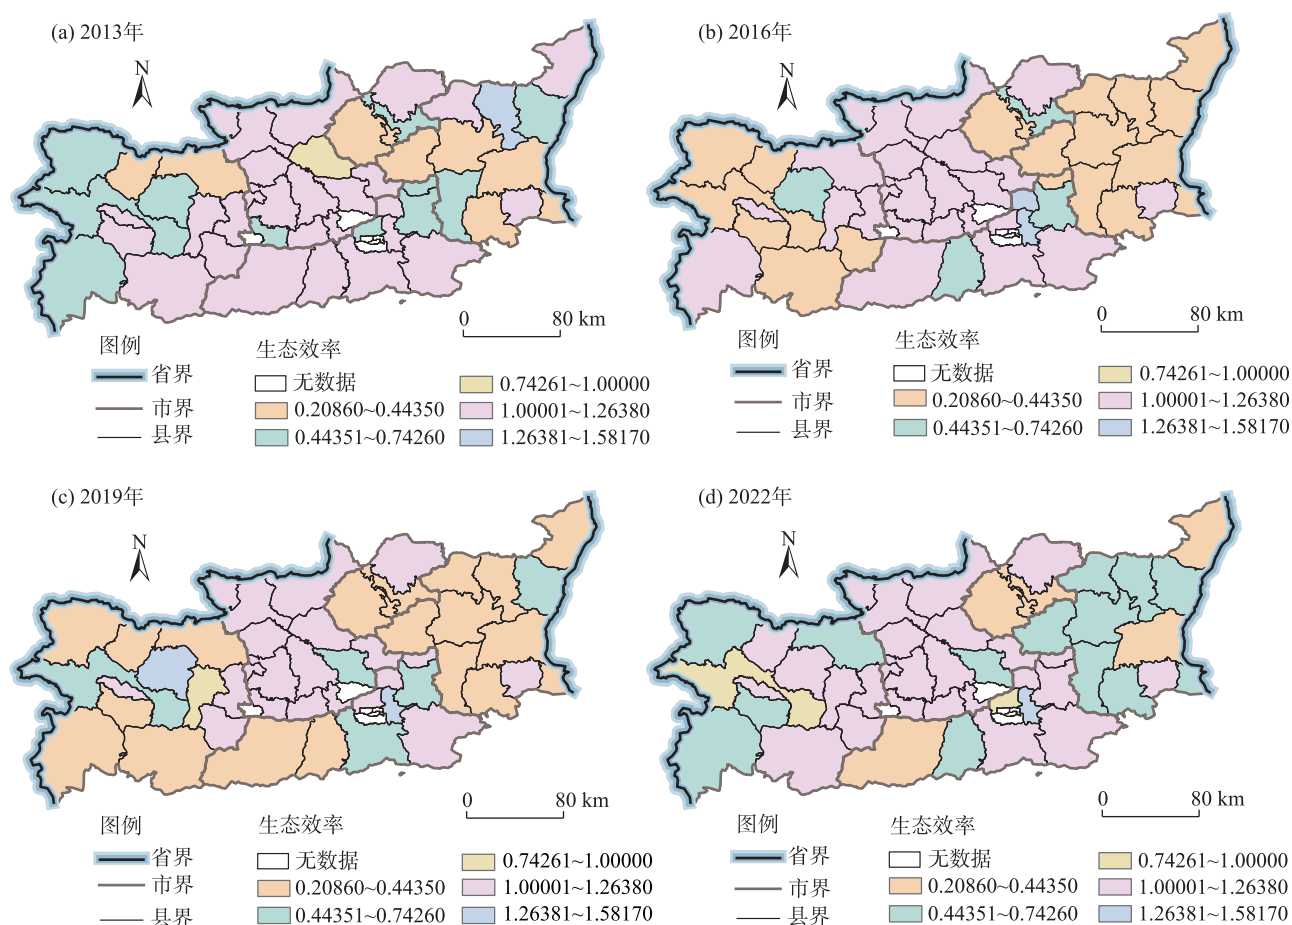 (a) 2013年
N
0 80 km
图例
省界
市界
县界
生态效率
无数据
0.20860~0.44350
0.44351~0.74260
0.74261~1.00000
1.00001~1.26380
1.26381~1.58170
(b) 2016年
N
0 80 km
图例
省界
市界
县界
生态效率
无数据
0.20860~0.44350
0.44351~0.74260
0.74261~1.00000
1.00001~1.26380
1.26381~1.58170
(c) 2019年
N
0 80 km
图例
省界
市界
县界
生态效率
无数据
0.20860~0.44350
0.44351~0.74260
0.74261~1.00000
1.00001~1.26380
1.26381~1.58170
(d) 2022年
N
0 80 km
图例
省界
市界
县界
生态效率
无数据
0.20860~0.44350
0.44351~0.74260
0.74261~1.00000
1.00001~1.26380
1.26381~1.58170